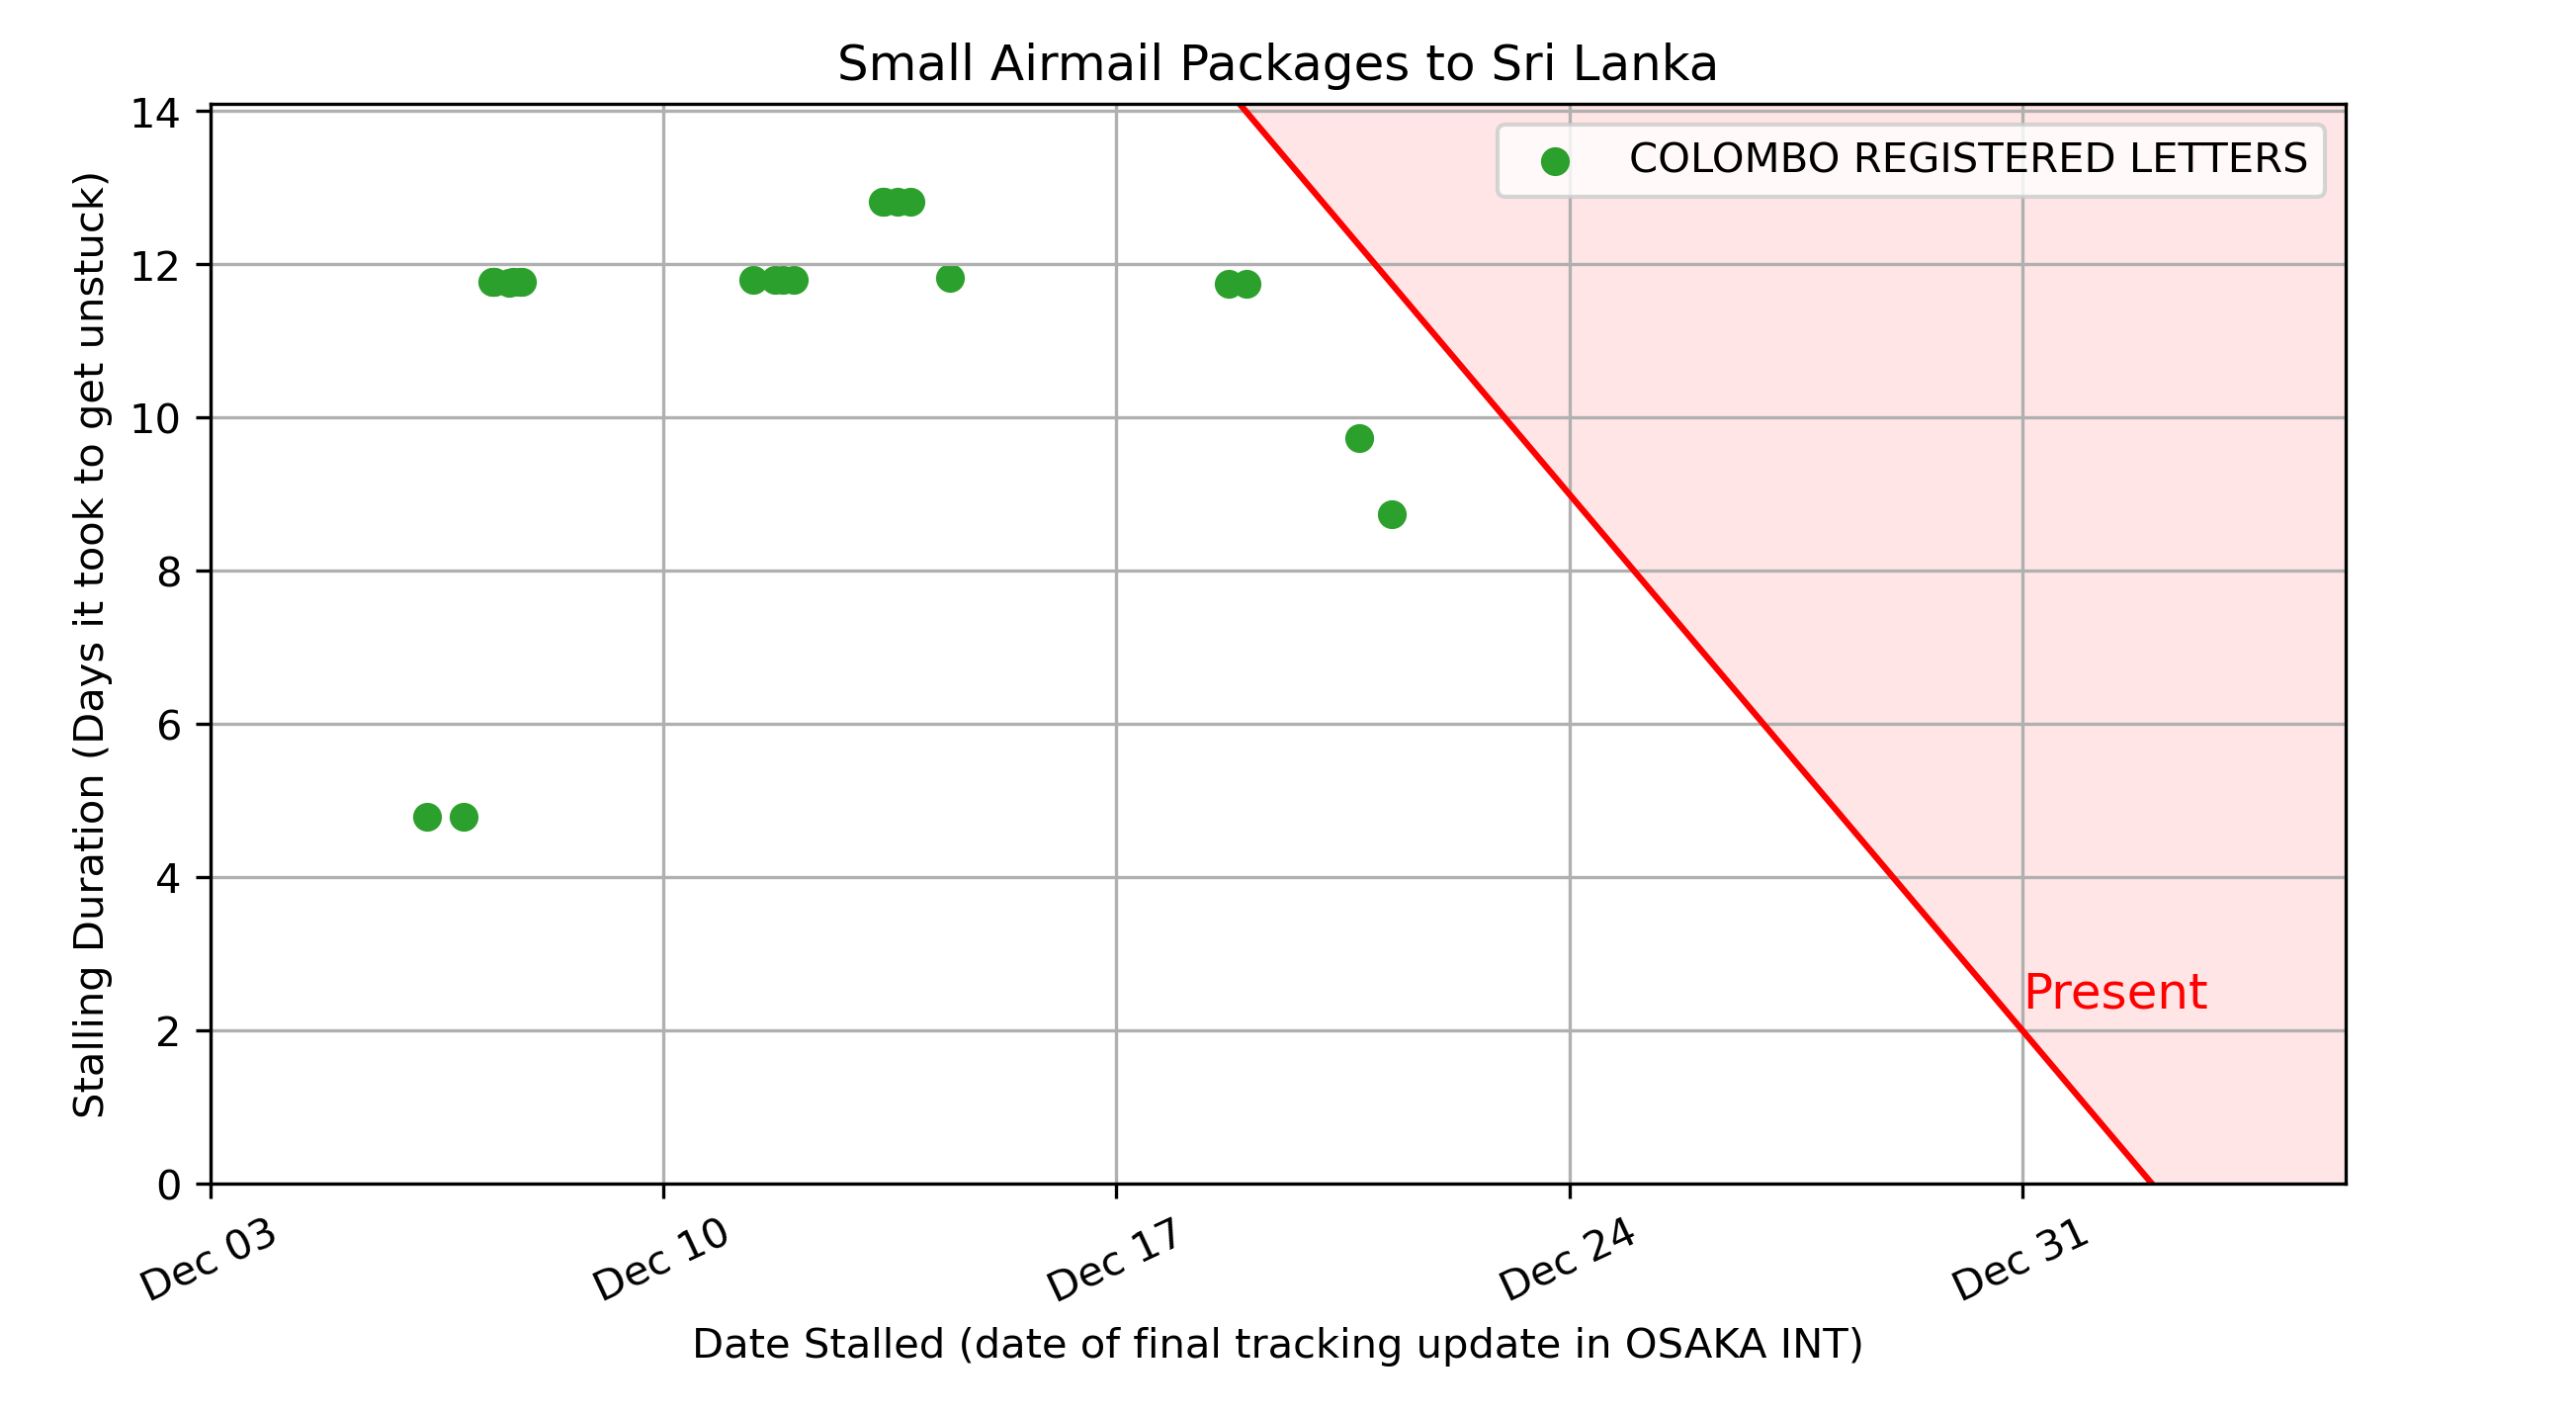 Small Airmail Packages to Sri Lanka
COLOMBO REGISTERED LETTERS
Stalling Duration (Days it took to get unstuck)
14
12
10
8
6
4
2
0
Present
Dec 03
Dec 10
Dec 17
Dec 24
Dec 31
Date Stalled (date of final tracking update in OSAKA INT)